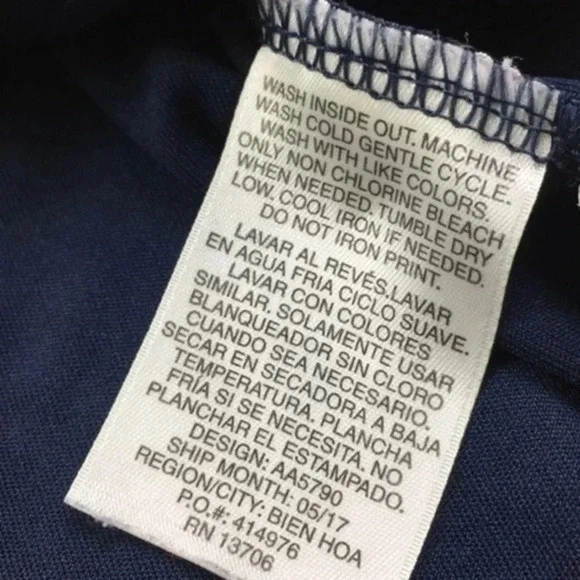 WASH INSIDE OUT. MACHINE
WASH COLD GENTLE CYCLE.
WASH WITH LIKE COLORS.
ONLY NON CHLORINE BLEACH
WHEN NEEDED. TUMBLE DRY
LOW. COOL IRON IF NEEDED.
DO NOT IRON PRINT.
LAVAR AL REVÉS.LAVAR
EN AGUA FRIA CICLO SUAVE.
LAVAR CON COLORES
SIMILAR. SOLAMENTE USAR
BLANQUEADOR SIN CLORO
CUANDO SEA NECESARIO.
SECAR EN SECADORA A BAJA
TEMPERATURA. PLANCHA
FRÍA SI SE NECESITA. NO
PLANCHAR EL ESTAMPADO.
DESIGN: AA5790
SHIP MONTH: 05/17
REGION/CITY: BIEN HOA
P.O.#: 414976
RN 13706